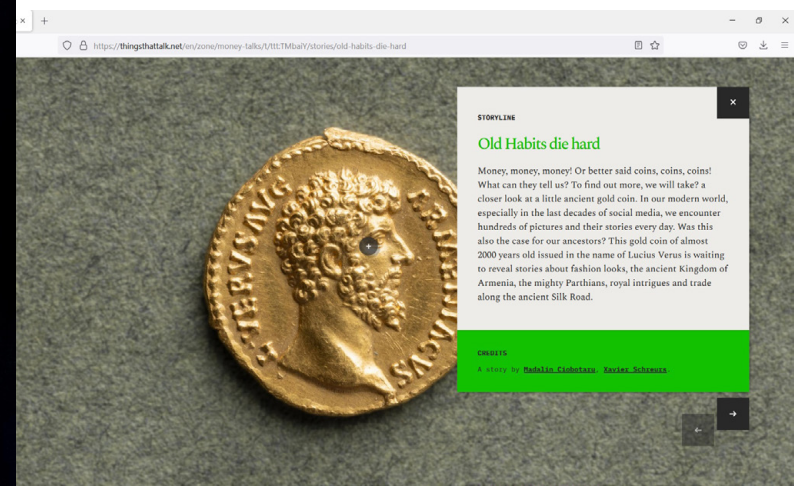 https://thingsthattalk.net/en/zone/money-talks/t/ttt:TMbaiY/stories/old-habits-die-hard
L·VERVS AVG
ARMENIACVS
STORYLINE
Old Habits die hard
Money, money, money! Or better said coins, coins, coins!
What can they tell us? To find out more, we will take? a
closer look at a little ancient gold coin. In our modern world,
especially in the last decades of social media, we encounter
hundreds of pictures and their stories every day. Was this
also the case for our ancestors? This gold coin of almost
2000 years old issued in the name of Lucius Verus is waiting
to reveal stories about fashion looks, the ancient Kingdom of
Armenia, the mighty Parthians, royal intrigues and trade
along the ancient Silk Road.
CREDITS
A story by Madalin Ciobotaru, Xavier Schreurx.